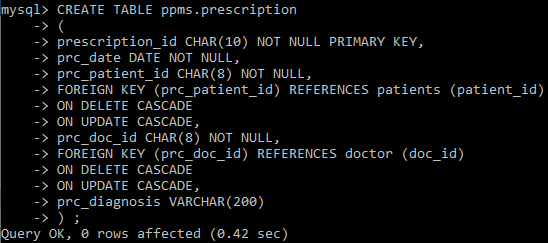 mysql> CREATE TABLE ppms.prescription
    -> (
    -> prescription_id CHAR(10) NOT NULL PRIMARY KEY,
    -> prc_date DATE NOT NULL,
    -> prc_patient_id CHAR(8) NOT NULL,
    -> FOREIGN KEY (prc_patient_id) REFERENCES patients (patient_id)
    -> ON DELETE CASCADE
    -> ON UPDATE CASCADE,
    -> prc_doc_id CHAR(8) NOT NULL,
    -> FOREIGN KEY (prc_doc_id) REFERENCES doctor (doc_id)
    -> ON DELETE CASCADE
    -> ON UPDATE CASCADE,
    -> prc_diagnosis VARCHAR(200)
    -> ) ;
Query OK, 0 rows affected (0.42 sec)